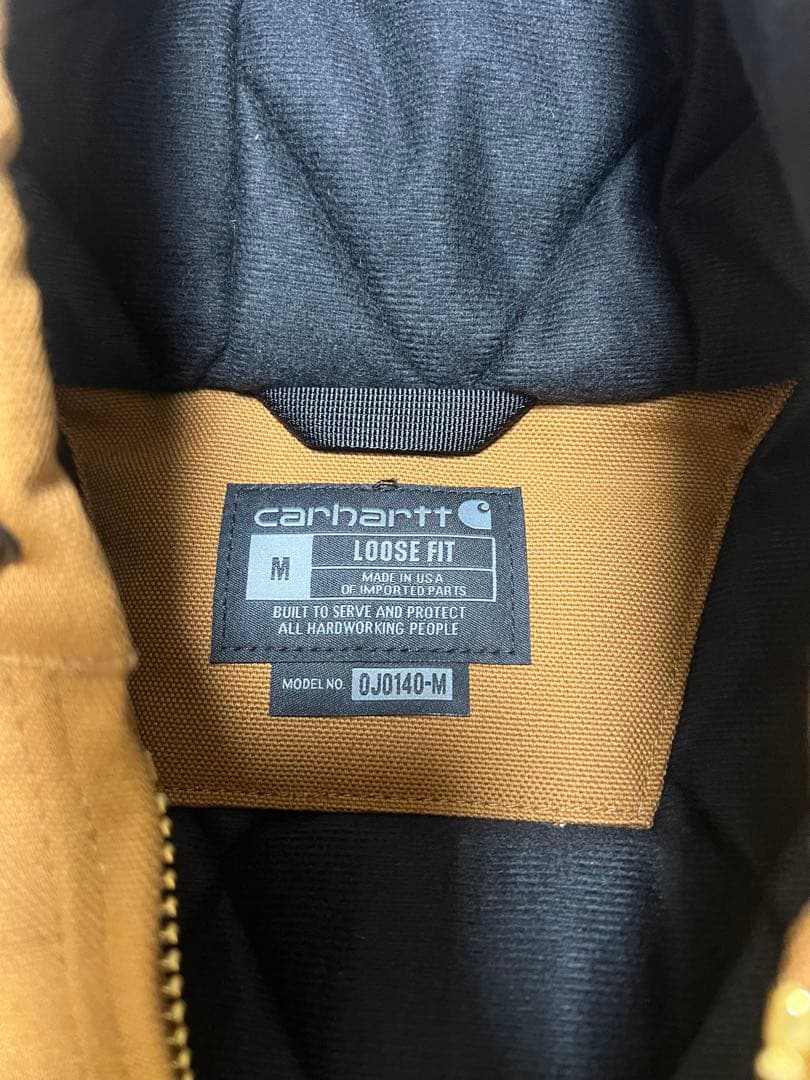 carhartt
M
LOOSE FIT
MADE IN USA
OF IMPORTED PARTS
BUILT TO SERVE AND PROTECT
ALL HARDWORKING PEOPLE
MODEL NO. 0J0140-M